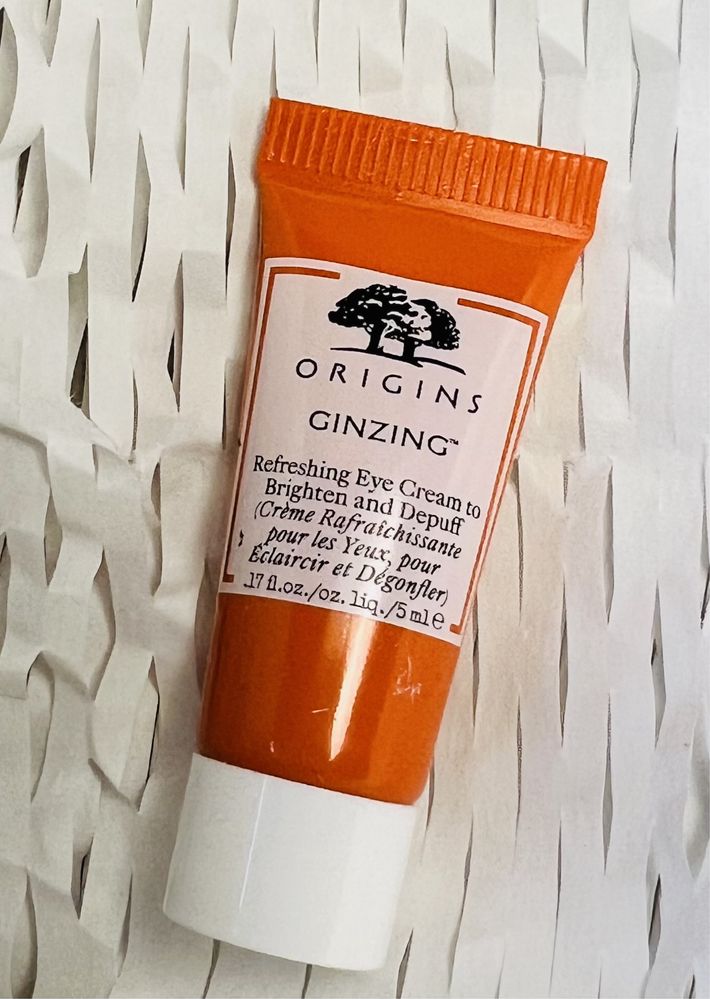 ORIGINS
GINZING™
Refreshing Eye Cream to
Brighten and Depuff
(Crème Rafraîchissante
pour les Yeux, pour
Éclaircir et Dégonfler)
.17 fl.oz./oz. liq./5 ml e